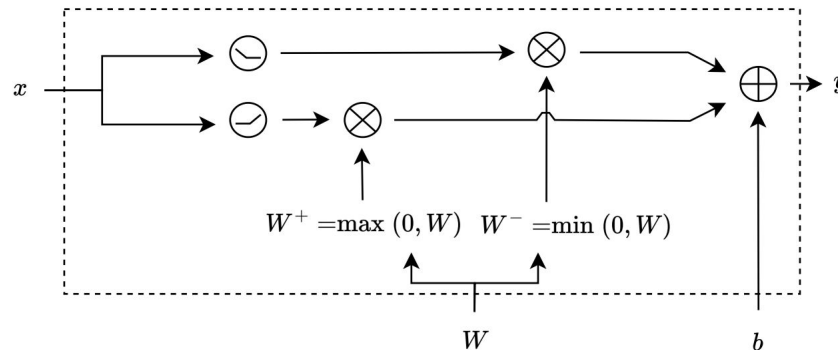 x
y
W⁺ =max (0, W) W⁻ =min (0, W)
W
b